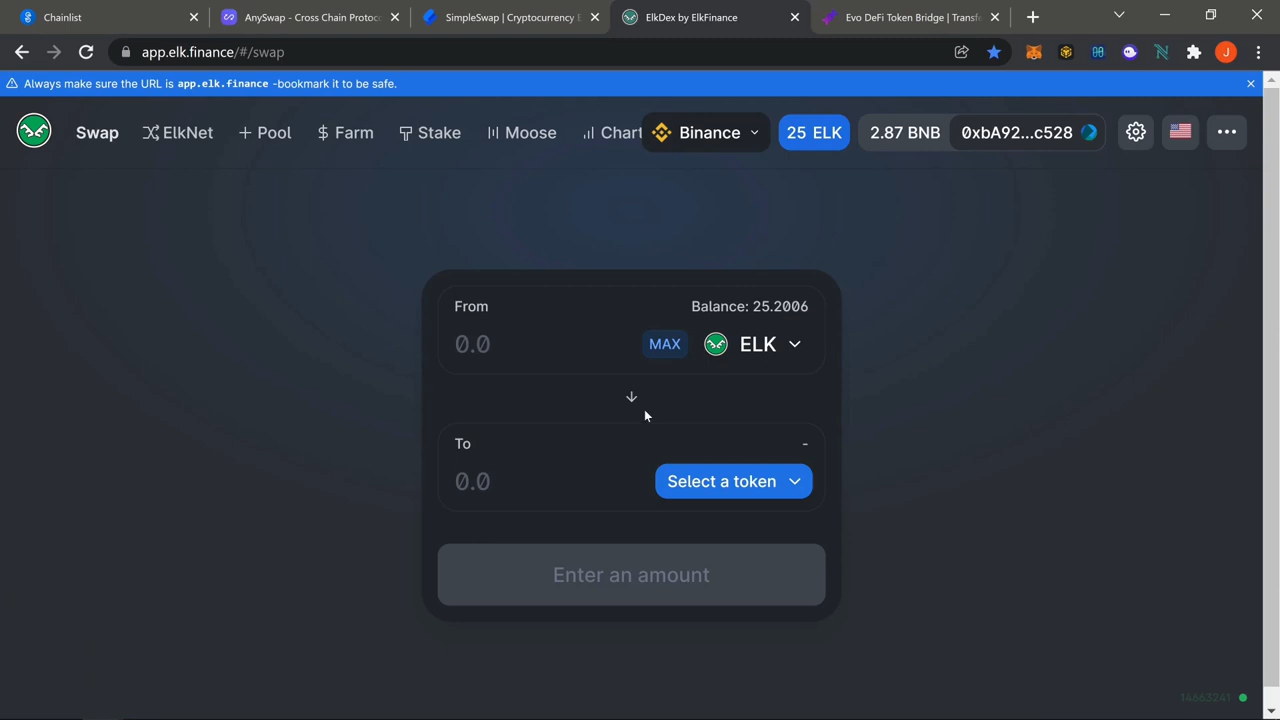 Chainlist
AnySwap - Cross Chain Protoc
SimpleSwap | Cryptocurrency E
ElkDex by ElkFinance
Evo DeFi Token Bridge | Transf
app.elk.finance/#/swap
J
Always make sure the URL is app.elk.finance -bookmark it to be safe.
Swap ElkNet + Pool $ Farm Stake Moose Chart Binance 25 ELK 2.87 BNB 0xbA92...c528
From Balance: 25.2006
0.0 MAX ELK
To -
0.0 Select a token
Enter an amount
14663241